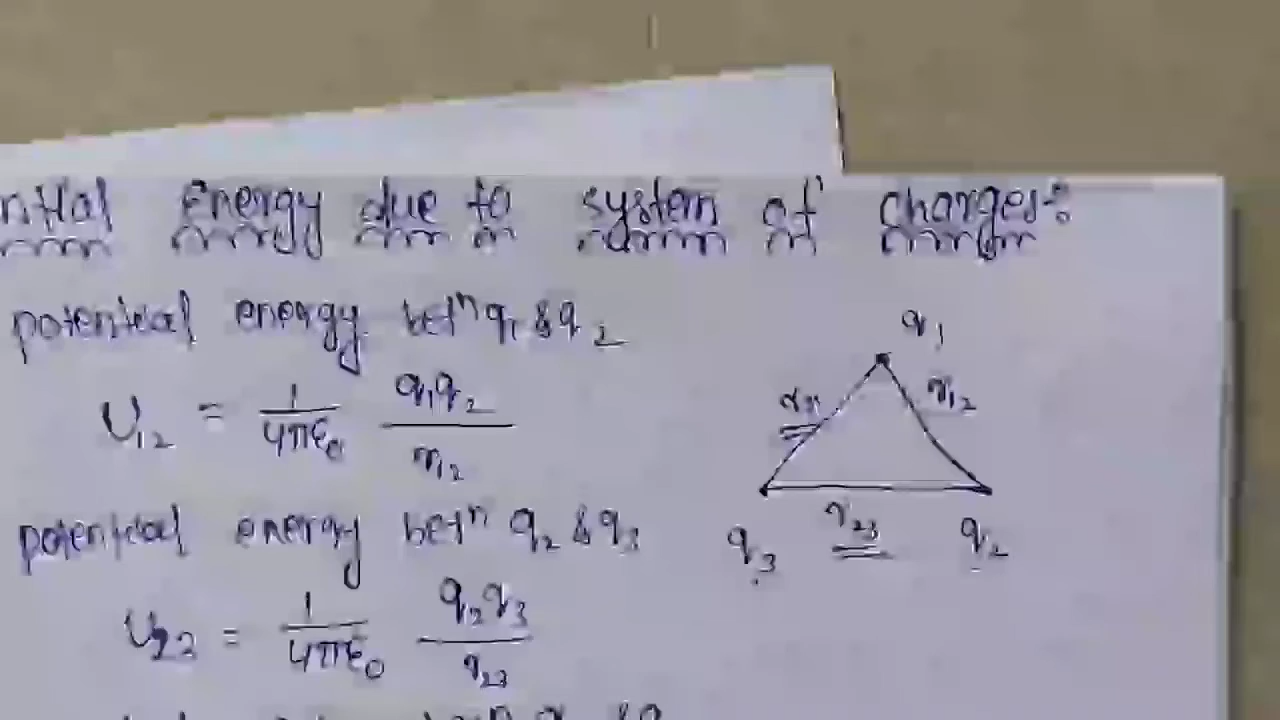 ntial energy due to system of charges:
potential energy betⁿ q₁ & q₂
q₁
U₁₂ = 1/4πε₀ q₁q₂/r₁₂
r₁₂
potential energy betⁿ q₂ & q₃
r₂₃
q₃ q₂
U₂₃ = 1/4πε₀ q₂q₃/r₂₃